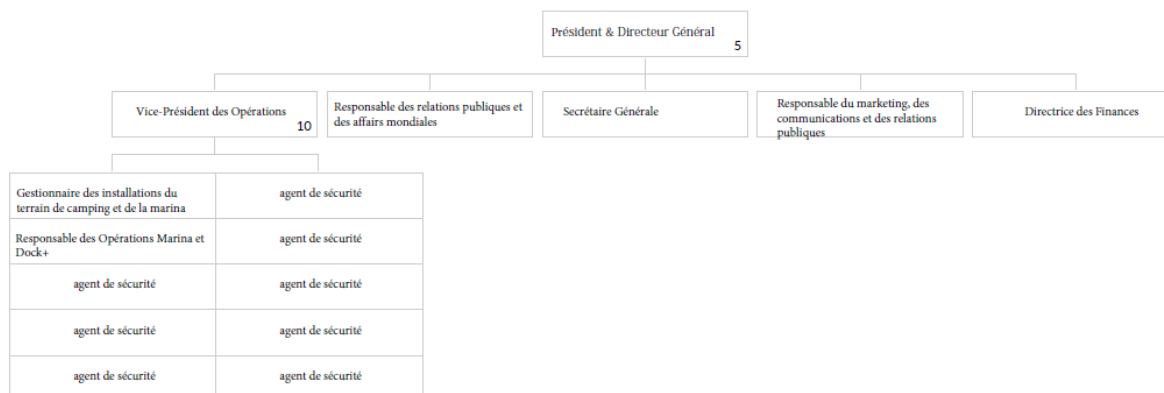 Président & Directeur Général
5
Vice-Président des Opérations
10
Responsable des relations publiques et
des affairs mondiales
Secrétaire Générale
Responsable du marketing, des
communications et des relations
publiques
Directrice des Finances
Gestionnaire des installations du
terrain de camping et de la marina
agent de sécurité
Responsable des Opérations Marina et
Dock+
agent de sécurité
agent de sécurité
agent de sécurité
agent de sécurité
agent de sécurité
agent de sécurité
agent de sécurité